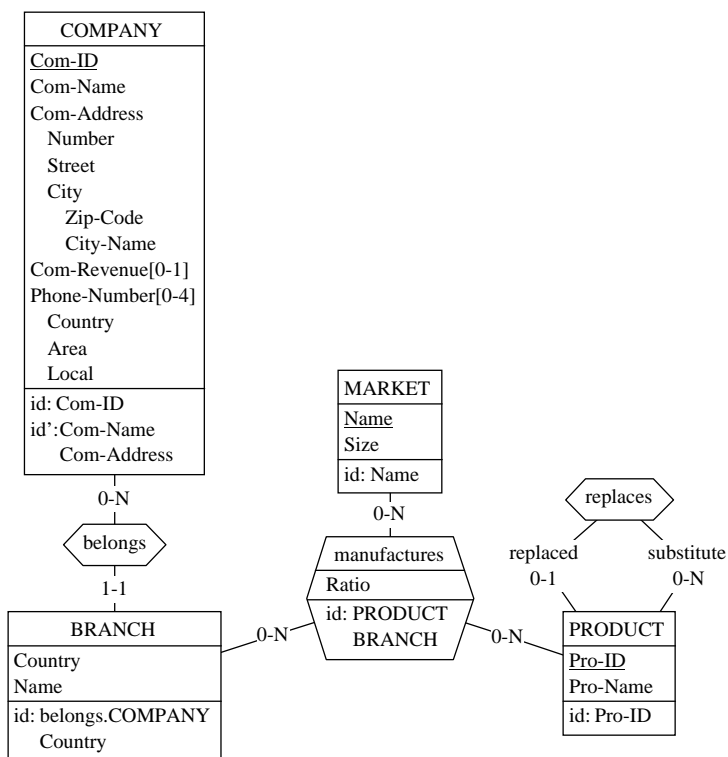 COMPANY
Com-ID
Com-Name
Com-Address
Number
Street
City
Zip-Code
City-Name
Com-Revenue[0-1]
Phone-Number[0-4]
Country
Area
Local
id: Com-ID
id’:Com-Name
Com-Address
0-N
belongs
1-1
BRANCH
Country
Name
id: belongs.COMPANY
Country
MARKET
Name
Size
id: Name
0-N
manufactures
Ratio
id: PRODUCT
BRANCH
0-N
0-N
replaces
replaced
0-1
substitute
0-N
PRODUCT
Pro-ID
Pro-Name
id: Pro-ID